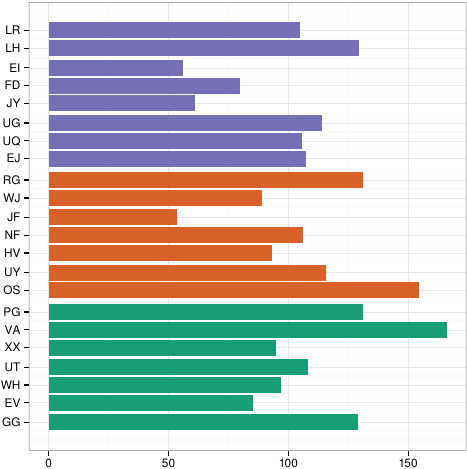 LR
LH
EI
FD
JY
UG
UQ
EJ
RG
WJ
JF
NF
HV
UY
OS
PG
VA
XX
UT
WH
EV
GG
0 50 100 150